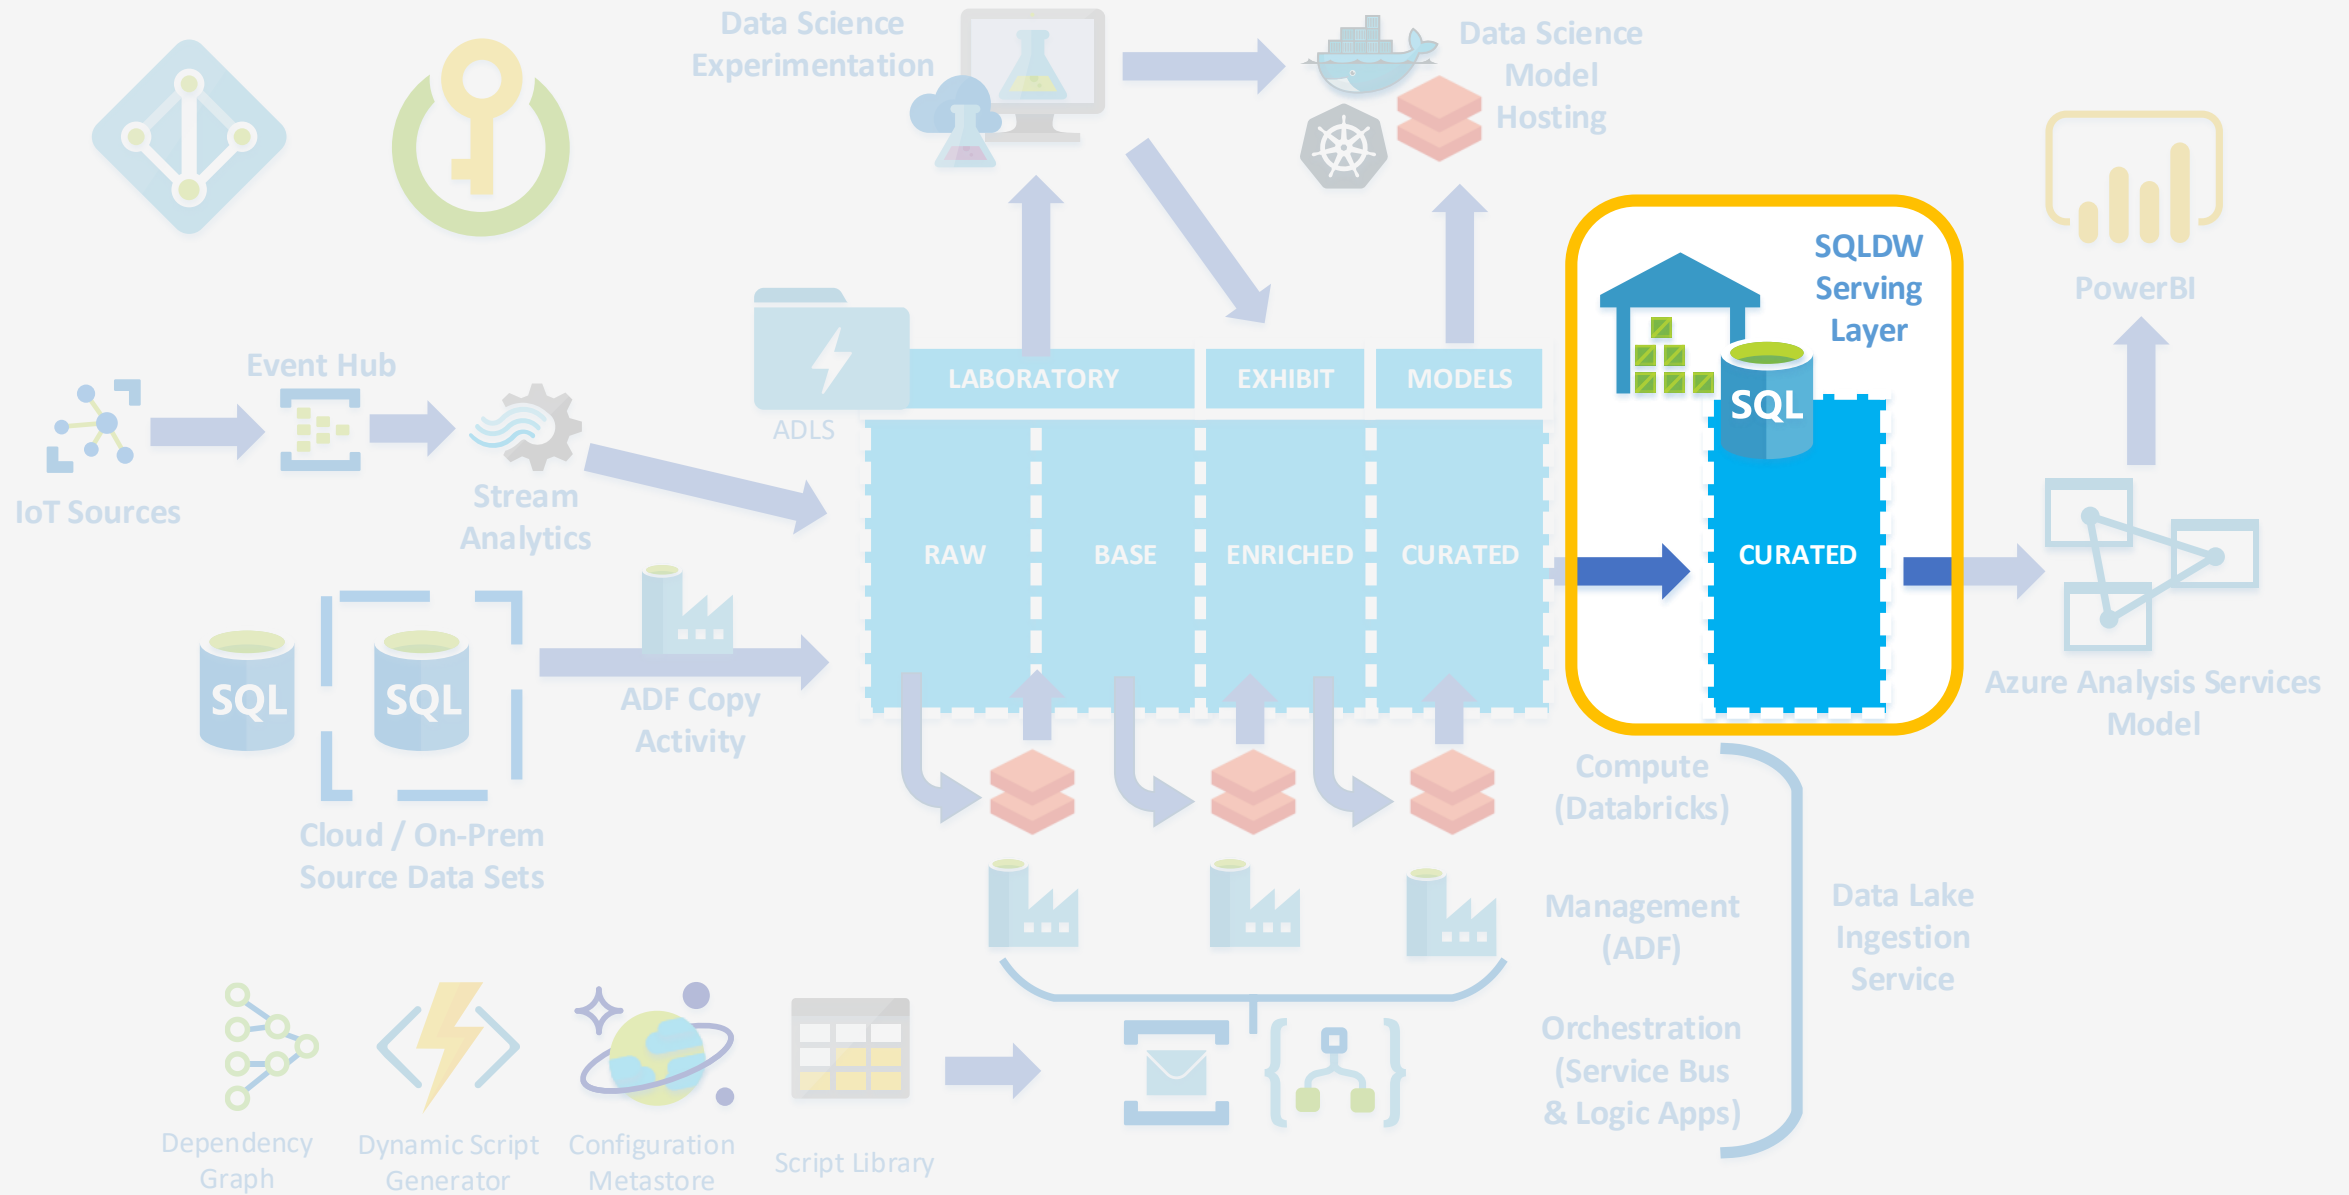 Data Science
Experimentation
Data Science
Model
Hosting
SQLDW
Serving
Layer
PowerBI
Event Hub
IoT Sources
Stream
Analytics
ADLS
LABORATORY
EXHIBIT
MODELS
RAW
BASE
ENRICHED
CURATED
SQL
CURATED
SQL
SQL
ADF Copy
Activity
Cloud / On-Prem
Source Data Sets
Azure Analysis Services
Model
Compute
(Databricks)
Management
(ADF)
Orchestration
(Service Bus
& Logic Apps)
Data Lake
Ingestion
Service
Dependency
Graph
Dynamic Script
Generator
Configuration
Metastore
Script Library